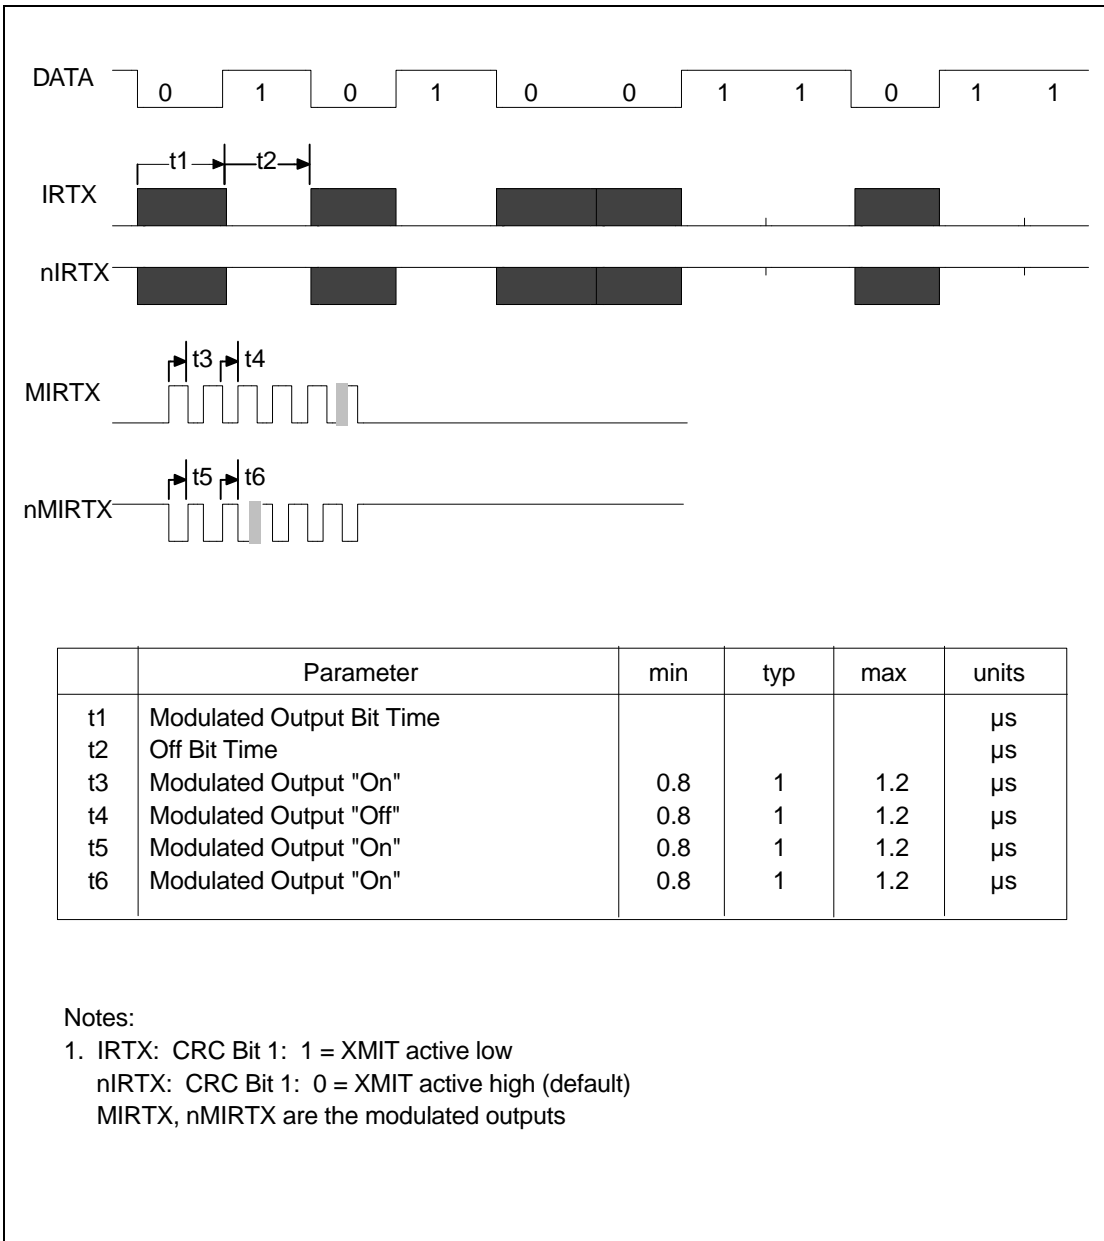 DATA 0 1 0 1 0 0 1 1 0 1 1
t1 t2
IRTX
nIRTX
t3 t4
MIRTX
t5 t6
nMIRTX
Parameter min typ max units
t1 Modulated Output Bit Time µs
t2 Off Bit Time µs
t3 Modulated Output "On" 0.8 1 1.2 µs
t4 Modulated Output "Off" 0.8 1 1.2 µs
t5 Modulated Output "On" 0.8 1 1.2 µs
t6 Modulated Output "On" 0.8 1 1.2 µs
Notes:
1. IRTX: CRC Bit 1: 1 = XMIT active low
nIRTX: CRC Bit 1: 0 = XMIT active high (default)
MIRTX, nMIRTX are the modulated outputs